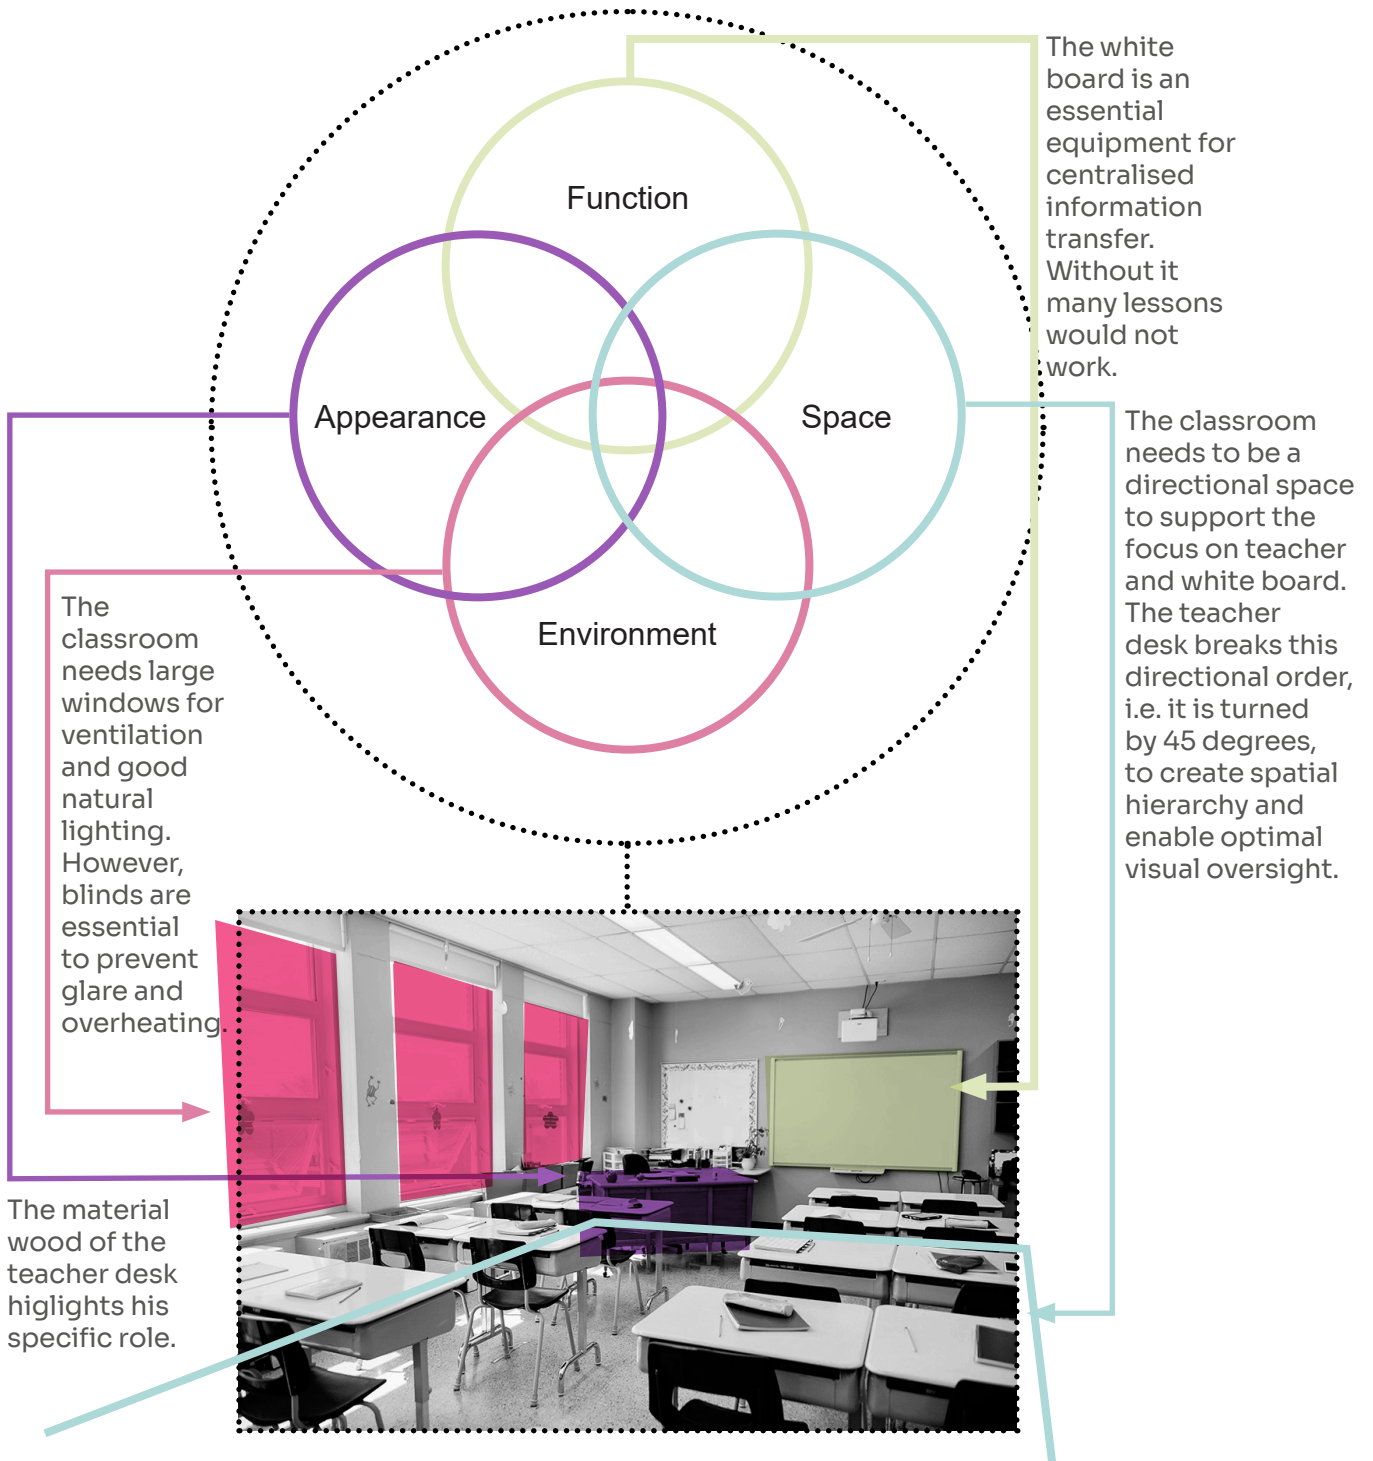 The white
board is an
essential
equipment for
centralised
information
transfer.
Without it
many lessons
would not
work.
Function
Appearance
Space
Environment
The classroom
needs to be a
directional space
to support the
focus on teacher
and white board.
The teacher
desk breaks this
directional order,
i.e. it is turned
by 45 degrees,
to create spatial
hierarchy and
enable optimal
visual oversight.
The
classroom
needs large
windows for
ventilation
and good
natural
lighting.
However,
blinds are
essential
to prevent
glare and
overheating.
The material
wood of the
teacher desk
higlights his
specific role.